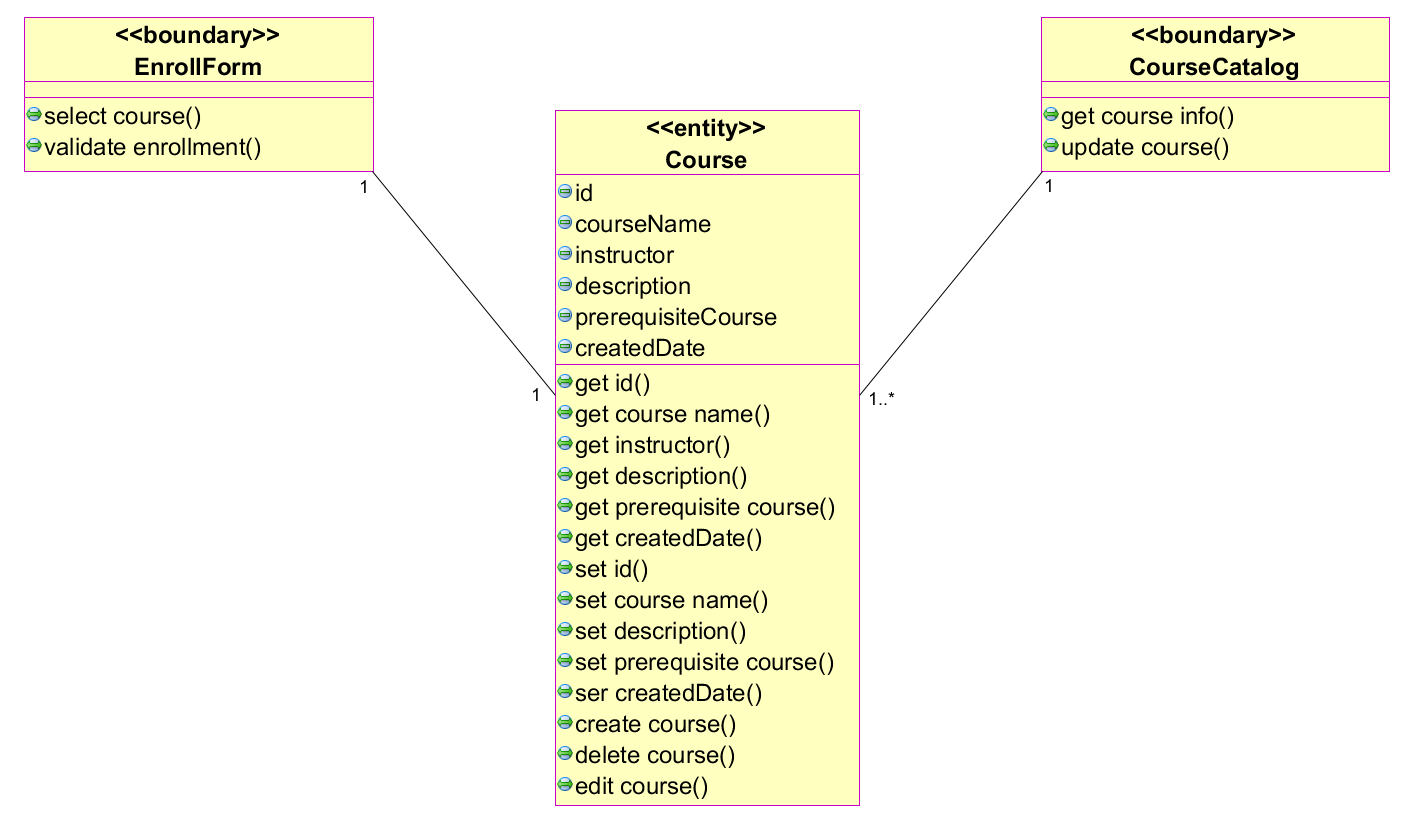 <<boundary>>
EnrollForm
select course()
validate enrollment()
1
1
<<entity>>
Course
id
courseName
instructor
description
prerequisiteCourse
createdDate
get id()
get course name()
get instructor()
get description()
get prerequisite course()
get createdDate()
set id()
set course name()
set description()
set prerequisite course()
ser createdDate()
create course()
delete course()
edit course()
<<boundary>>
CourseCatalog
get course info()
update course()
1
1..*